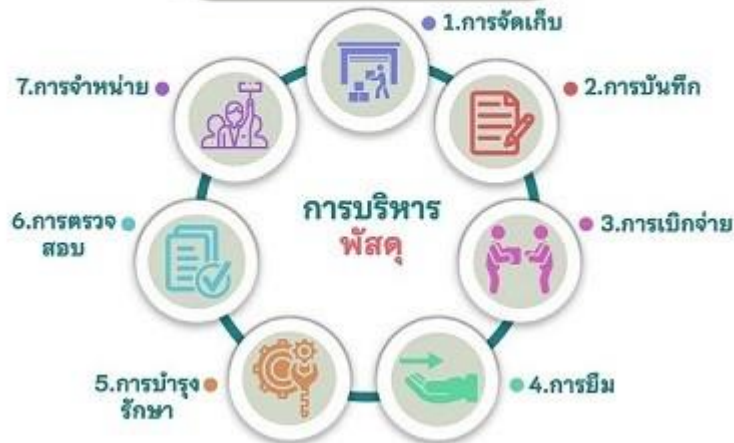 1.การจัดเก็บ
7.การจำหน่าย
2.การบันทึก
การบริหาร
พัสดุ
6.การตรวจ
สอบ
3.การเบิกจ่าย
5.การบำรุง
รักษา
4.การยืม